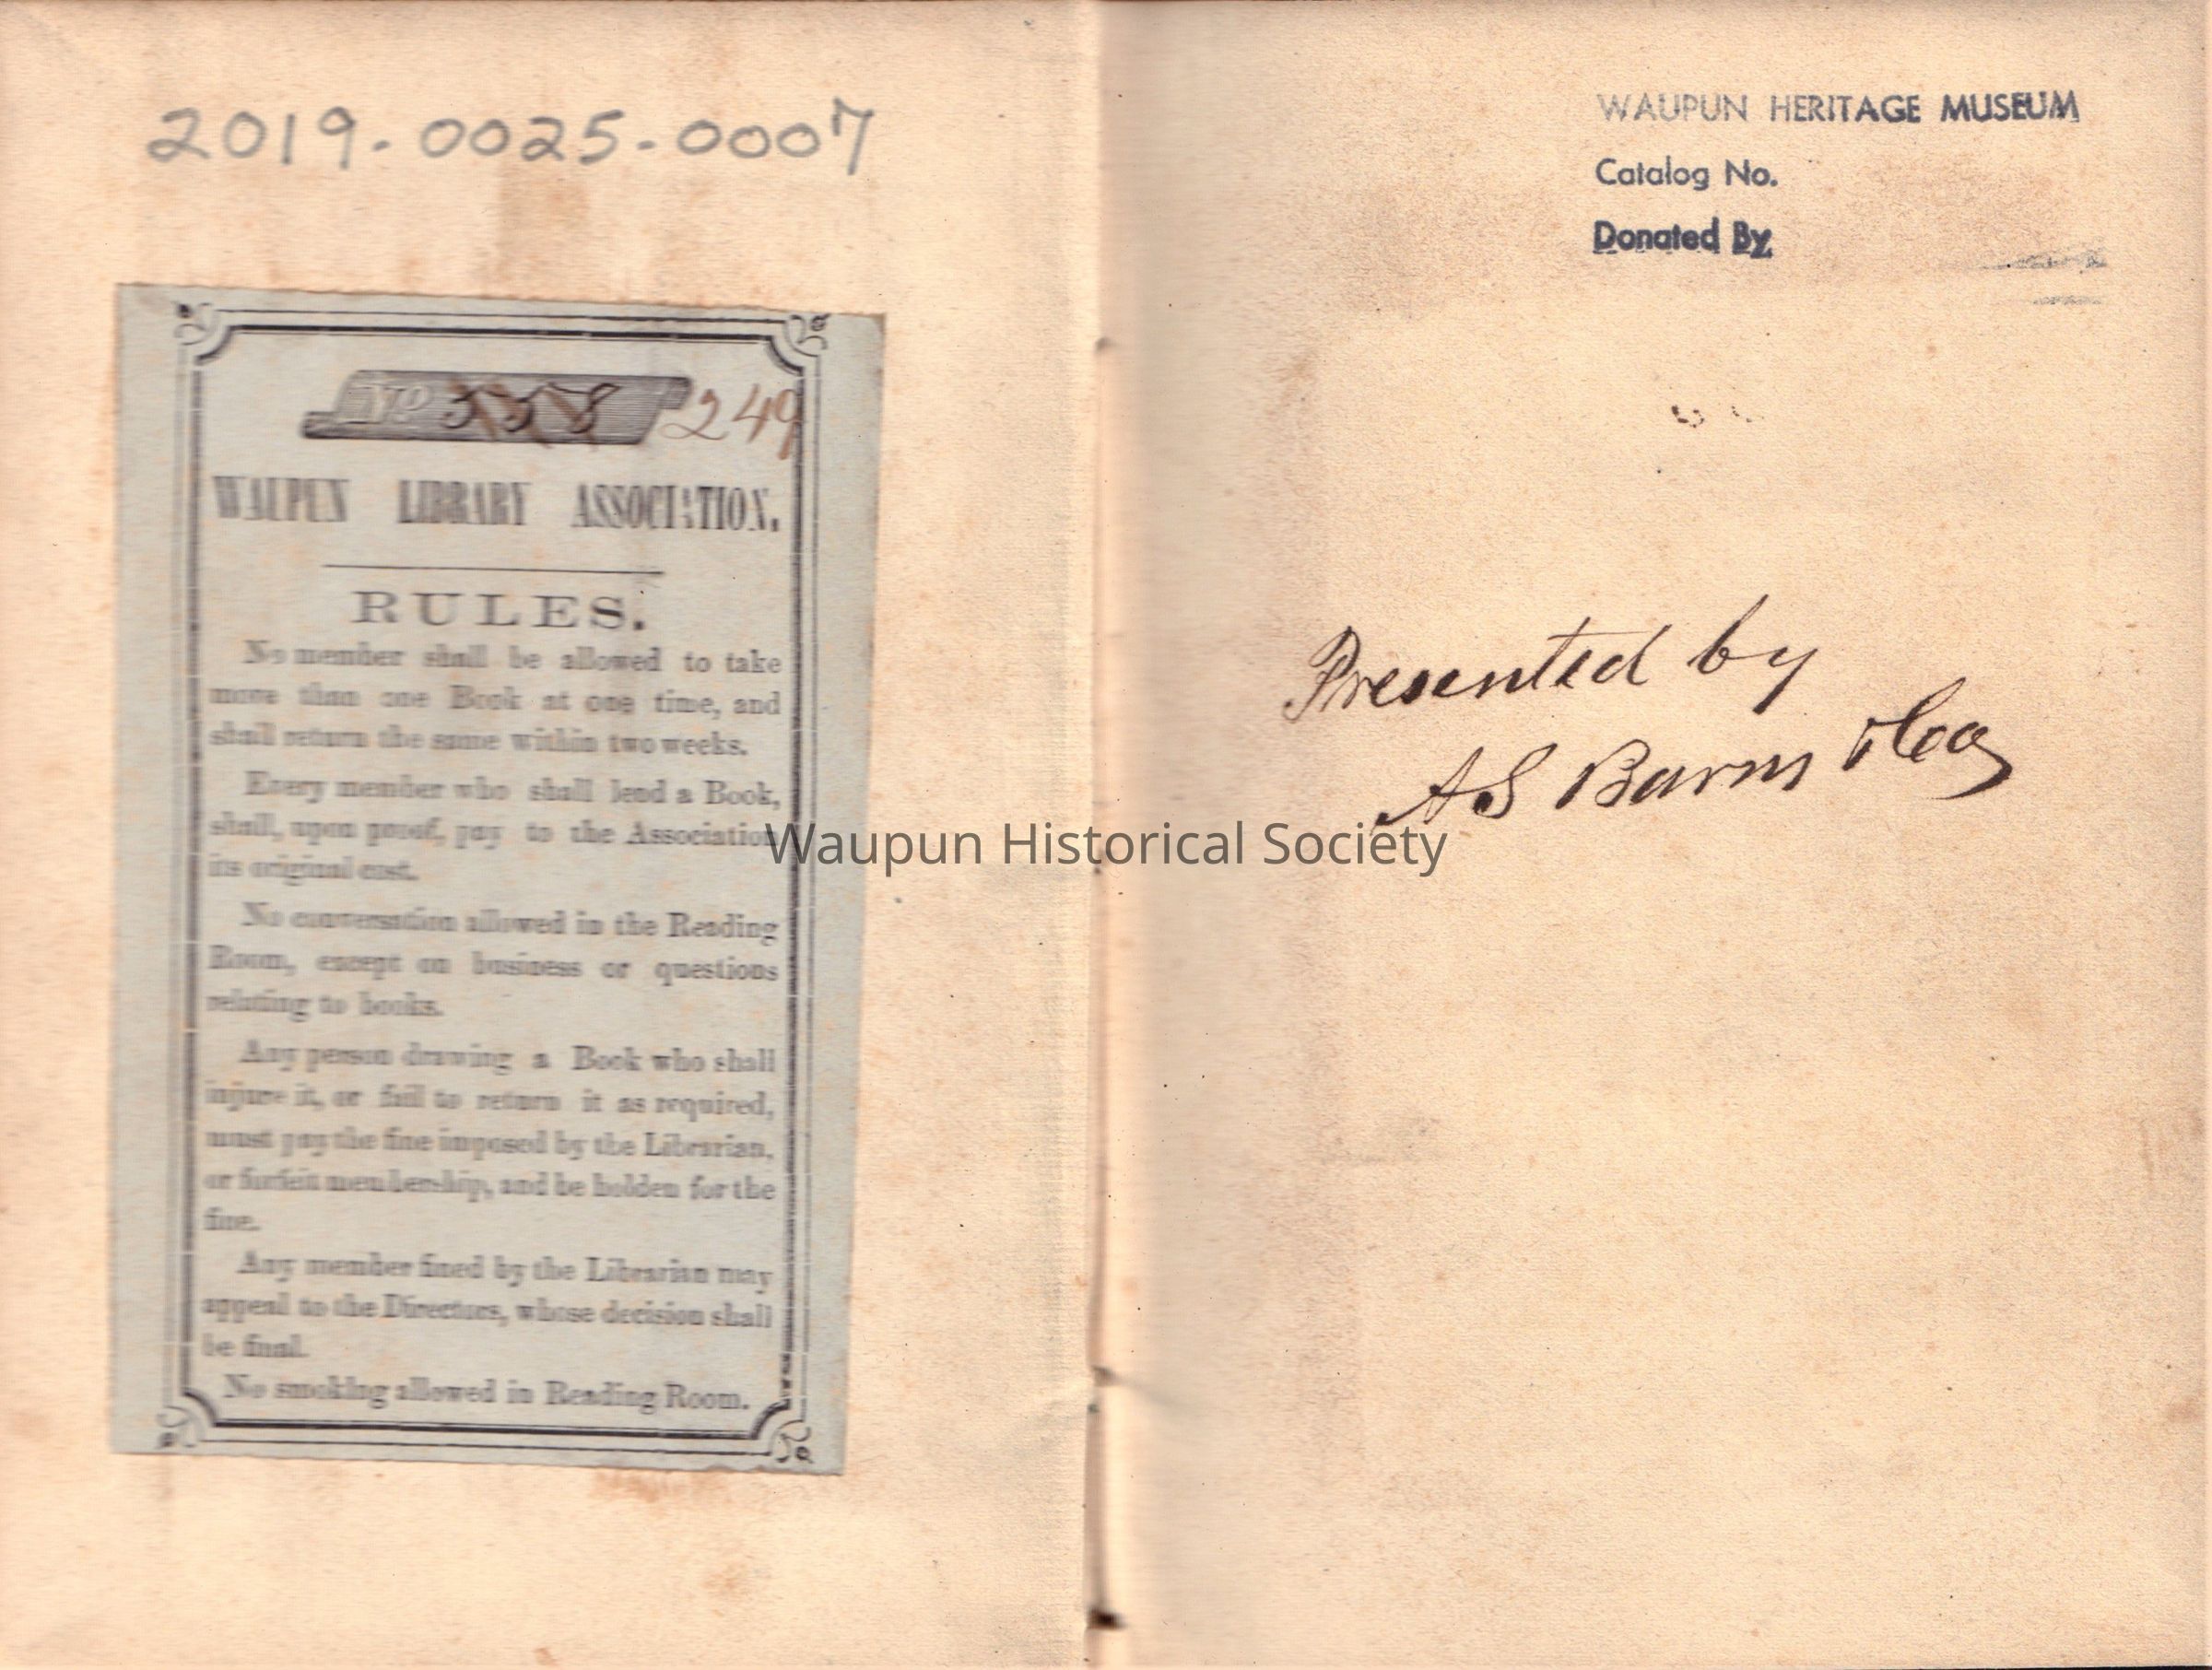 2019.0025.0007
No 249
WAUPUN LIBRARY ASSOCIATION.
RULES.
No member shall be allowed to take
more than one Book at one time, and
shall return the same within two weeks.
Every member who shall lend a Book,
shall, upon proof, pay to the Association
its original cost.
No conversation allowed in the Reading
Room, except on business or questions
relating to books.
Any person drawing a Book who shall
injure it, or fail to return it as required,
must pay the fine imposed by the Librarian,
or forfeit membership, and be holden for the
fine.
Any member fined by the Librarian may
appeal to the Directors, whose decision shall
be final.
No smoking allowed in Reading Room.
WAUPUN HERITAGE MUSEUM
Catalog No.
Donated By
Presented by
A S Barnes & Co
Waupun Historical Society